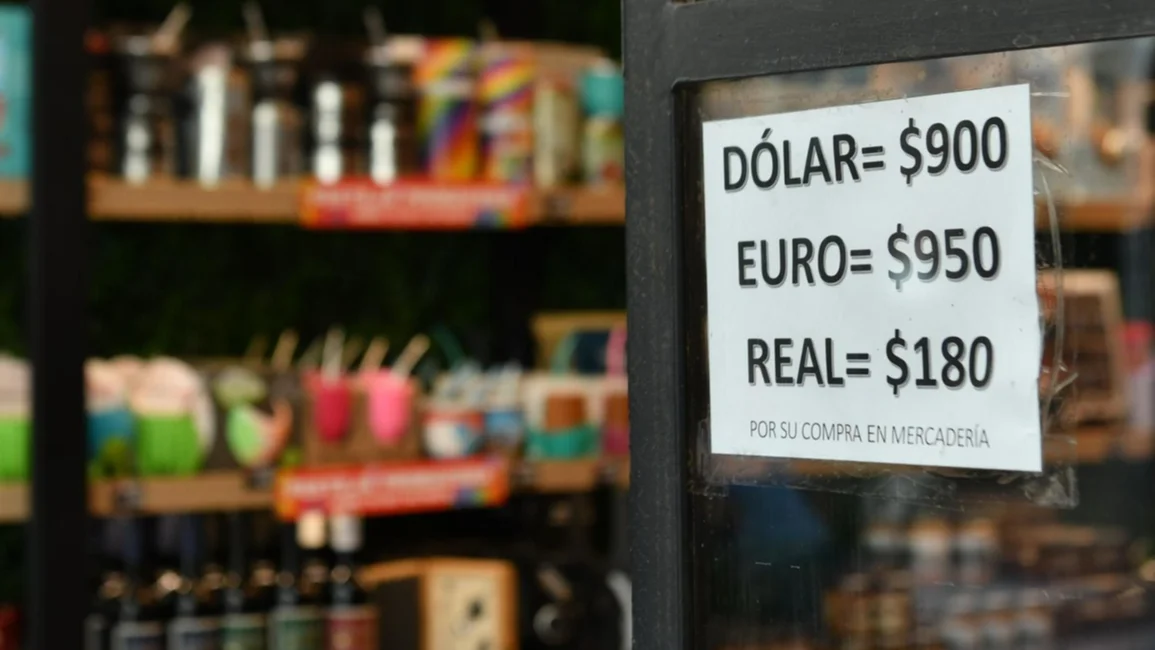 DÓLAR= $900
EURO= $950
REAL= $180
POR SU COMPRA EN MERCADERÍA